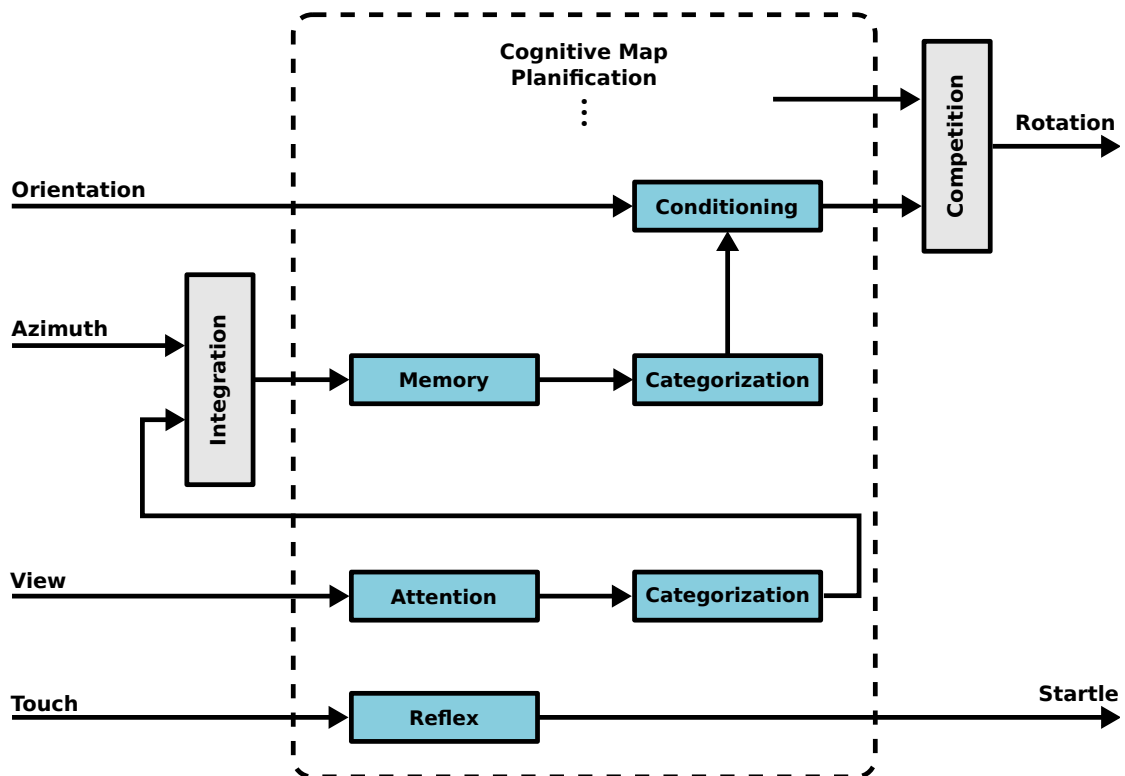 Cognitive Map
Planification
⋮
Competition
Rotation
Orientation
Conditioning
Azimuth
Integration
Memory
Categorization
View
Attention
Categorization
Touch
Reflex
Startle